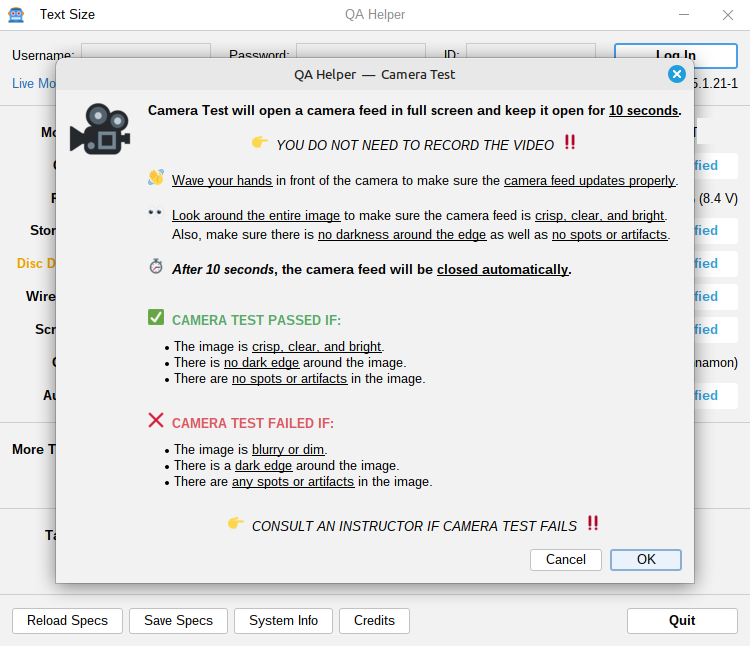 Text Size
QA Helper
Username:
Password:
ID:
Log In
Live Mo
5.1.21-1
QA Helper — Camera Test
Camera Test will open a camera feed in full screen and keep it open for 10 seconds.
YOU DO NOT NEED TO RECORD THE VIDEO
Wave your hands in front of the camera to make sure the camera feed updates properly.
Look around the entire image to make sure the camera feed is crisp, clear, and bright.
Also, make sure there is no darkness around the edge as well as no spots or artifacts.
After 10 seconds, the camera feed will be closed automatically.
CAMERA TEST PASSED IF:
• The image is crisp, clear, and bright.
• There is no dark edge around the image.
• There are no spots or artifacts in the image.
CAMERA TEST FAILED IF:
• The image is blurry or dim.
• There is a dark edge around the image.
• There are any spots or artifacts in the image.
CONSULT AN INSTRUCTOR IF CAMERA TEST FAILS
Cancel
OK
Mo
fied
(8.4 V)
Stor
fied
Disc D
fied
Wire
fied
Scr
fied
namon)
Au
fied
More T
Ta
Reload Specs
Save Specs
System Info
Credits
Quit